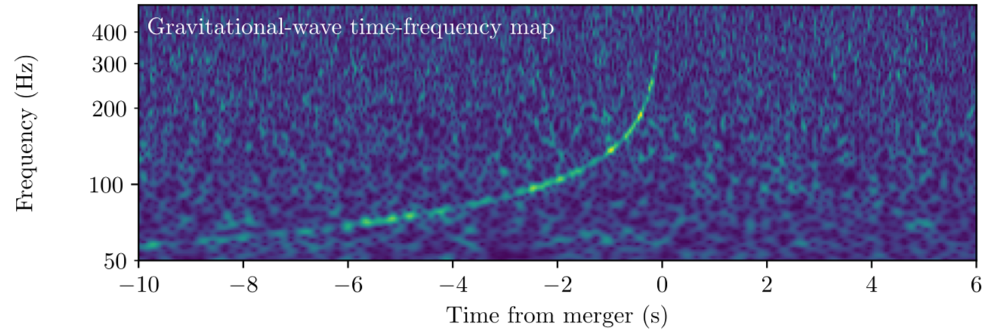 Gravitational-wave time-frequency map
Frequency (Hz)
400
300
200
100
50
−10 −8 −6 −4 −2 0 2 4 6
Time from merger (s)